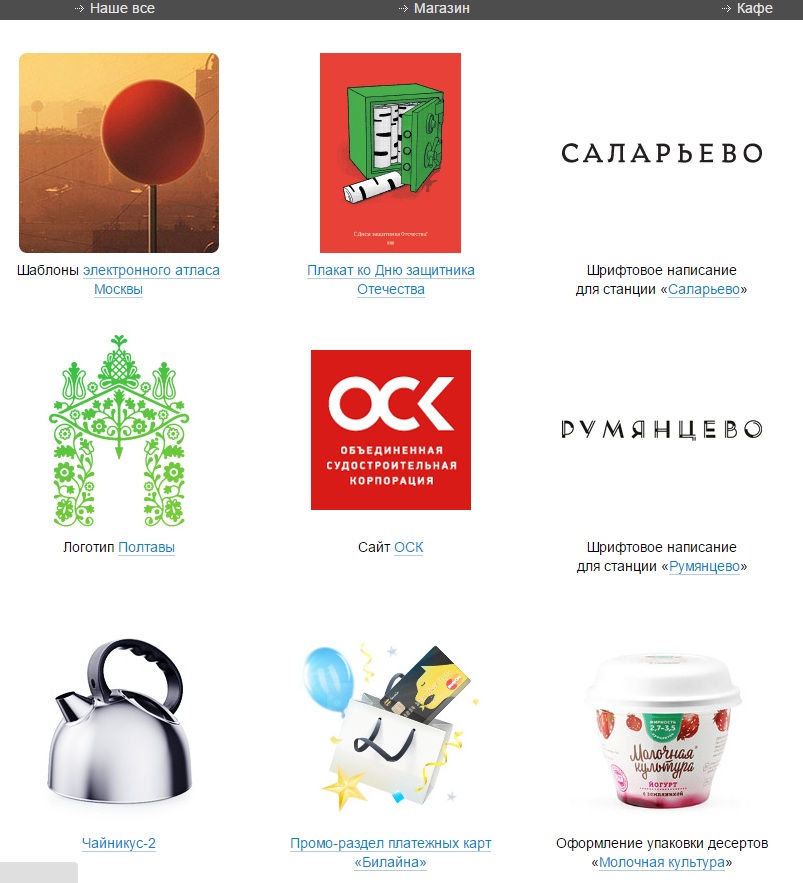 Наше все
Магазин
Кафе
САЛАРЬЕВО
С Днем защитника Отечества!
Шаблоны электронного атласа
Москвы
Плакат ко Дню защитника
Отечества
Шрифтовое написание
для станции «Саларьево»
ОСК
ОБЪЕДИНЕННАЯ
СУДОСТРОИТЕЛЬНАЯ
КОРПОРАЦИЯ
РУМЯНЦЕВО
Логотип Полтавы
Сайт ОСК
Шрифтовое написание
для станции «Румянцево»
ЖИРНОСТЬ
2,7–3,5
Молочная
культура
ЙОГУРТ
с земляникой
Чайникус-2
Промо-раздел платежных карт
«Билайна»
Оформление упаковки десертов
«Молочная культура»